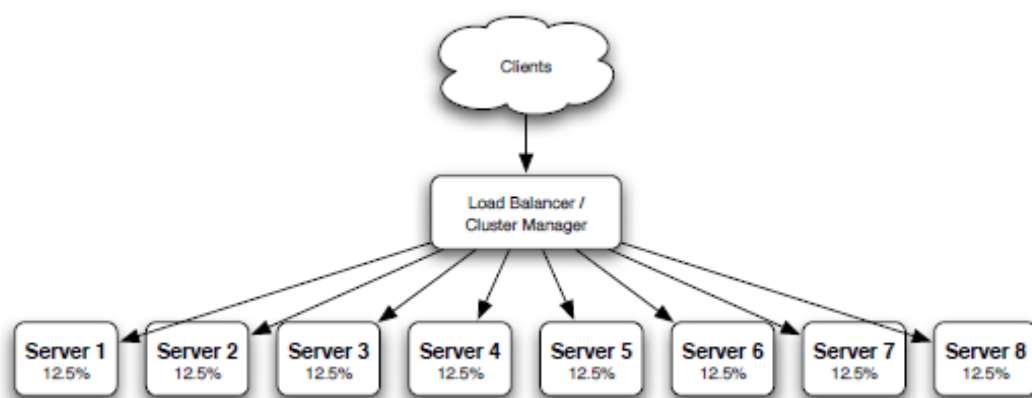 Clients
Load Balancer /
Cluster Manager
Server 1
12.5%
Server 2
12.5%
Server 3
12.5%
Server 4
12.5%
Server 5
12.5%
Server 6
12.5%
Server 7
12.5%
Server 8
12.5%